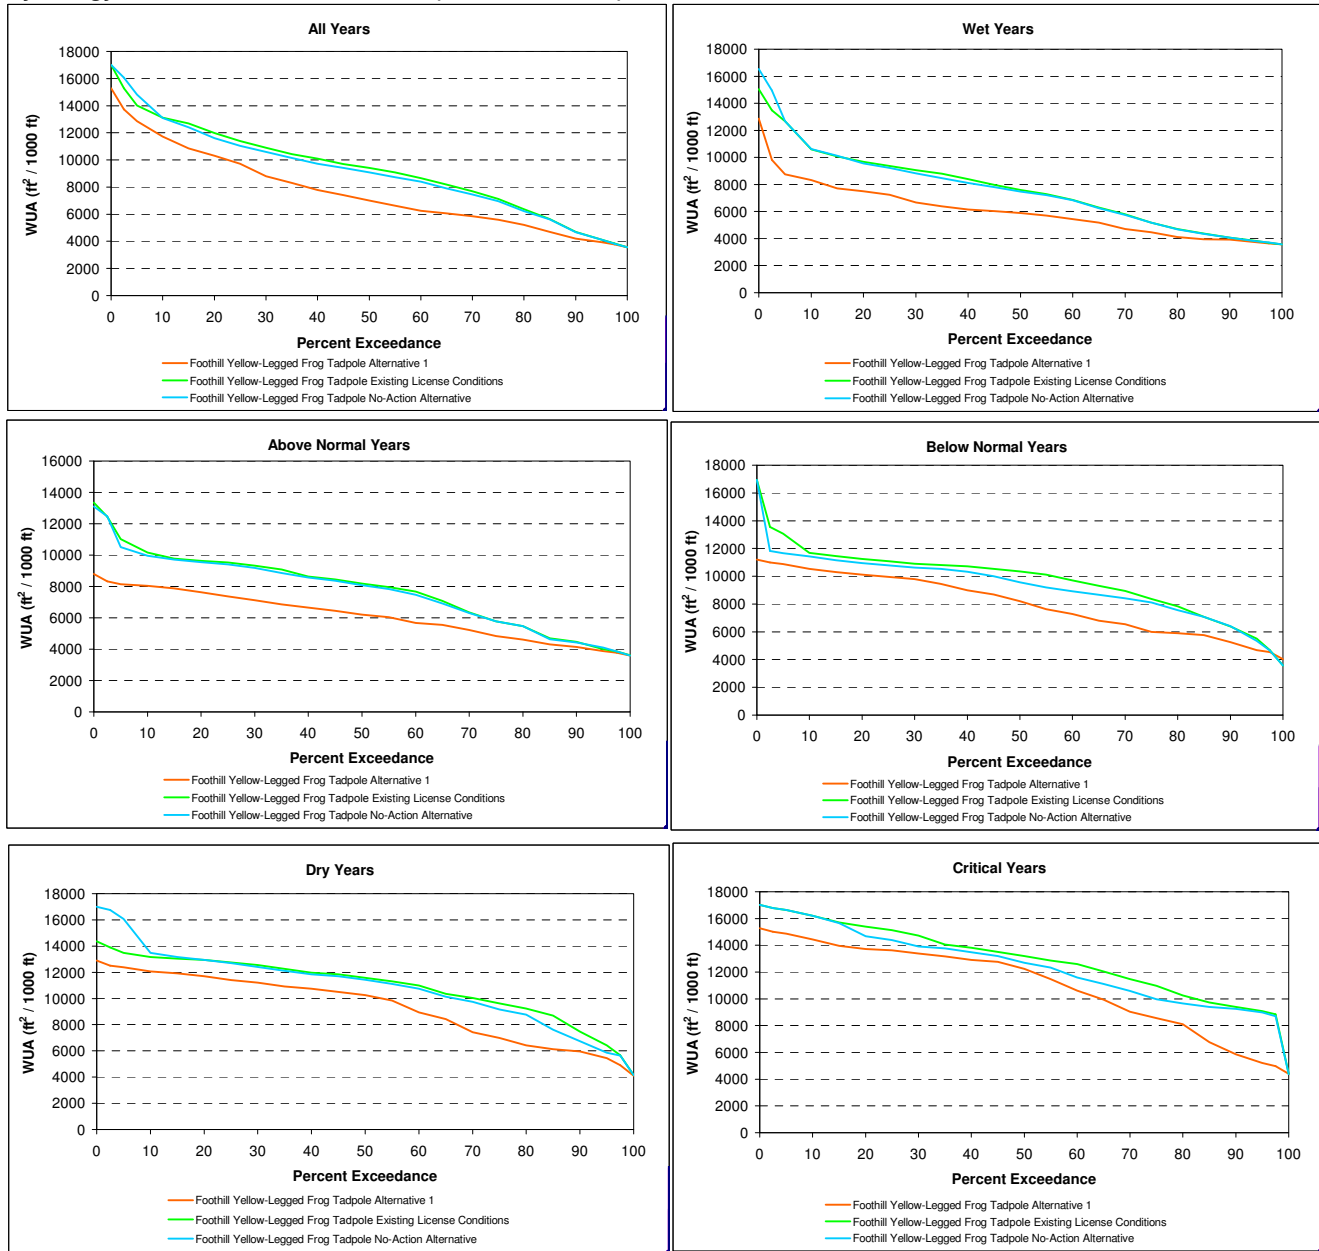 All Years
18000
16000
14000
12000
10000
8000
6000
4000
2000
0
WUA (ft² / 1000 ft)
0 10 20 30 40 50 60 70 80 90 100
Percent Exceedance
Foothill Yellow-Legged Frog Tadpole Alternative 1
Foothill Yellow-Legged Frog Tadpole Existing License Conditions
Foothill Yellow-Legged Frog Tadpole No-Action Alternative
Wet Years
18000
16000
14000
12000
10000
8000
6000
4000
2000
0
WUA (ft² / 1000 ft)
0 10 20 30 40 50 60 70 80 90 100
Percent Exceedance
Foothill Yellow-Legged Frog Tadpole Alternative 1
Foothill Yellow-Legged Frog Tadpole Existing License Conditions
Foothill Yellow-Legged Frog Tadpole No-Action Alternative
Above Normal Years
16000
14000
12000
10000
8000
6000
4000
2000
0
WUA (ft² / 1000 ft)
0 10 20 30 40 50 60 70 80 90 100
Percent Exceedance
Foothill Yellow-Legged Frog Tadpole Alternative 1
Foothill Yellow-Legged Frog Tadpole Existing License Conditions
Foothill Yellow-Legged Frog Tadpole No-Action Alternative
Below Normal Years
18000
16000
14000
12000
10000
8000
6000
4000
2000
0
WUA (ft² / 1000 ft)
0 10 20 30 40 50 60 70 80 90 100
Percent Exceedance
Foothill Yellow-Legged Frog Tadpole Alternative 1
Foothill Yellow-Legged Frog Tadpole Existing License Conditions
Foothill Yellow-Legged Frog Tadpole No-Action Alternative
Dry Years
18000
16000
14000
12000
10000
8000
6000
4000
2000
0
WUA (ft² / 1000 ft)
0 10 20 30 40 50 60 70 80 90 100
Percent Exceedance
Foothill Yellow-Legged Frog Tadpole Alternative 1
Foothill Yellow-Legged Frog Tadpole Existing License Conditions
Foothill Yellow-Legged Frog Tadpole No-Action Alternative
Critical Years
18000
16000
14000
12000
10000
8000
6000
4000
2000
0
WUA (ft² / 1000 ft)
0 10 20 30 40 50 60 70 80 90 100
Percent Exceedance
Foothill Yellow-Legged Frog Tadpole Alternative 1
Foothill Yellow-Legged Frog Tadpole Existing License Conditions
Foothill Yellow-Legged Frog Tadpole No-Action Alternative